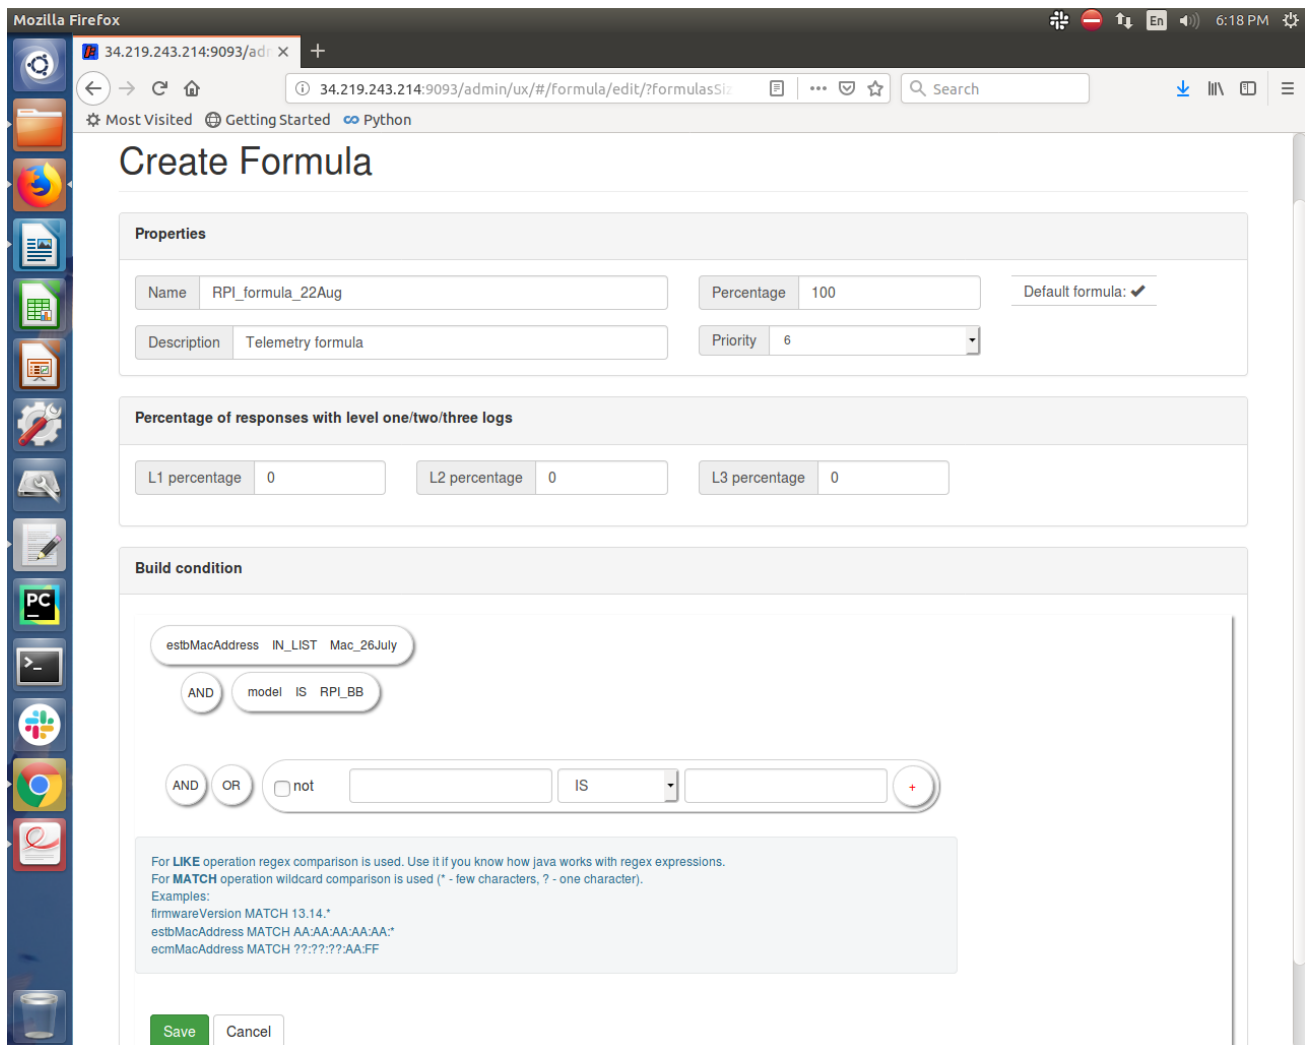 Mozilla Firefox
En
6:18 PM
34.219.243.214:9093/adr
34.219.243.214:9093/admin/ux/#/formula/edit/?formulasSiz
Search
Most Visited Getting Started Python
Create Formula
Properties
Name RPI_formula_22Aug Percentage 100 Default formula:
Description Telemetry formula Priority 6
Percentage of responses with level one/two/three logs
L1 percentage 0 L2 percentage 0 L3 percentage 0
Build condition
estbMacAddress IN_LIST Mac_26July
AND model IS RPI_BB
AND OR not IS +
For LIKE operation regex comparison is used. Use it if you know how java works with regex expressions.
For MATCH operation wildcard comparison is used (* - few characters, ? - one character).
Examples:
firmwareVersion MATCH 13.14.*
estbMacAddress MATCH AA:AA:AA:AA:AA:*
ecmMacAddress MATCH ??:??:??:AA:FF
Save Cancel
PC
>_